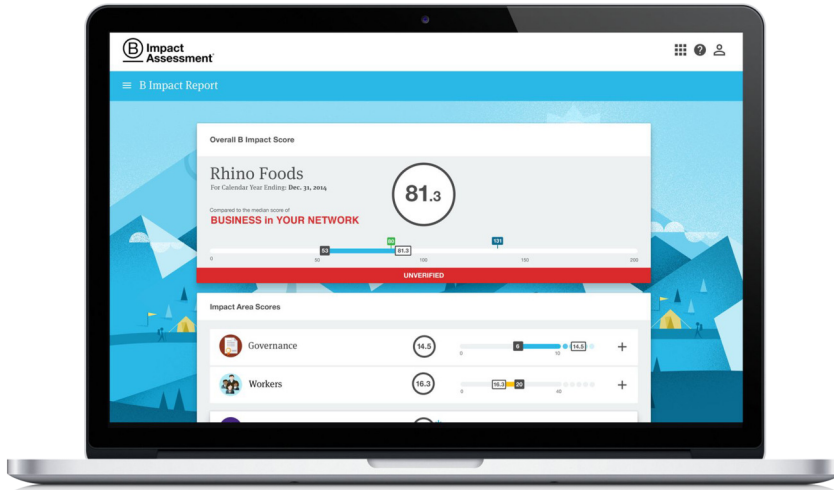 B Impact
Assessment
B Impact Report
Overall B Impact Score
Rhino Foods
For Calendar Year Ending: Dec. 31, 2014
81.3
Compared to the median score of
BUSINESS in YOUR NETWORK
80 131
53 81.3
0 50 100 150 200
UNVERIFIED
Impact Area Scores
Governance 14.5 6 14.5
0 10
Workers 16.3 16.3 20
0 40